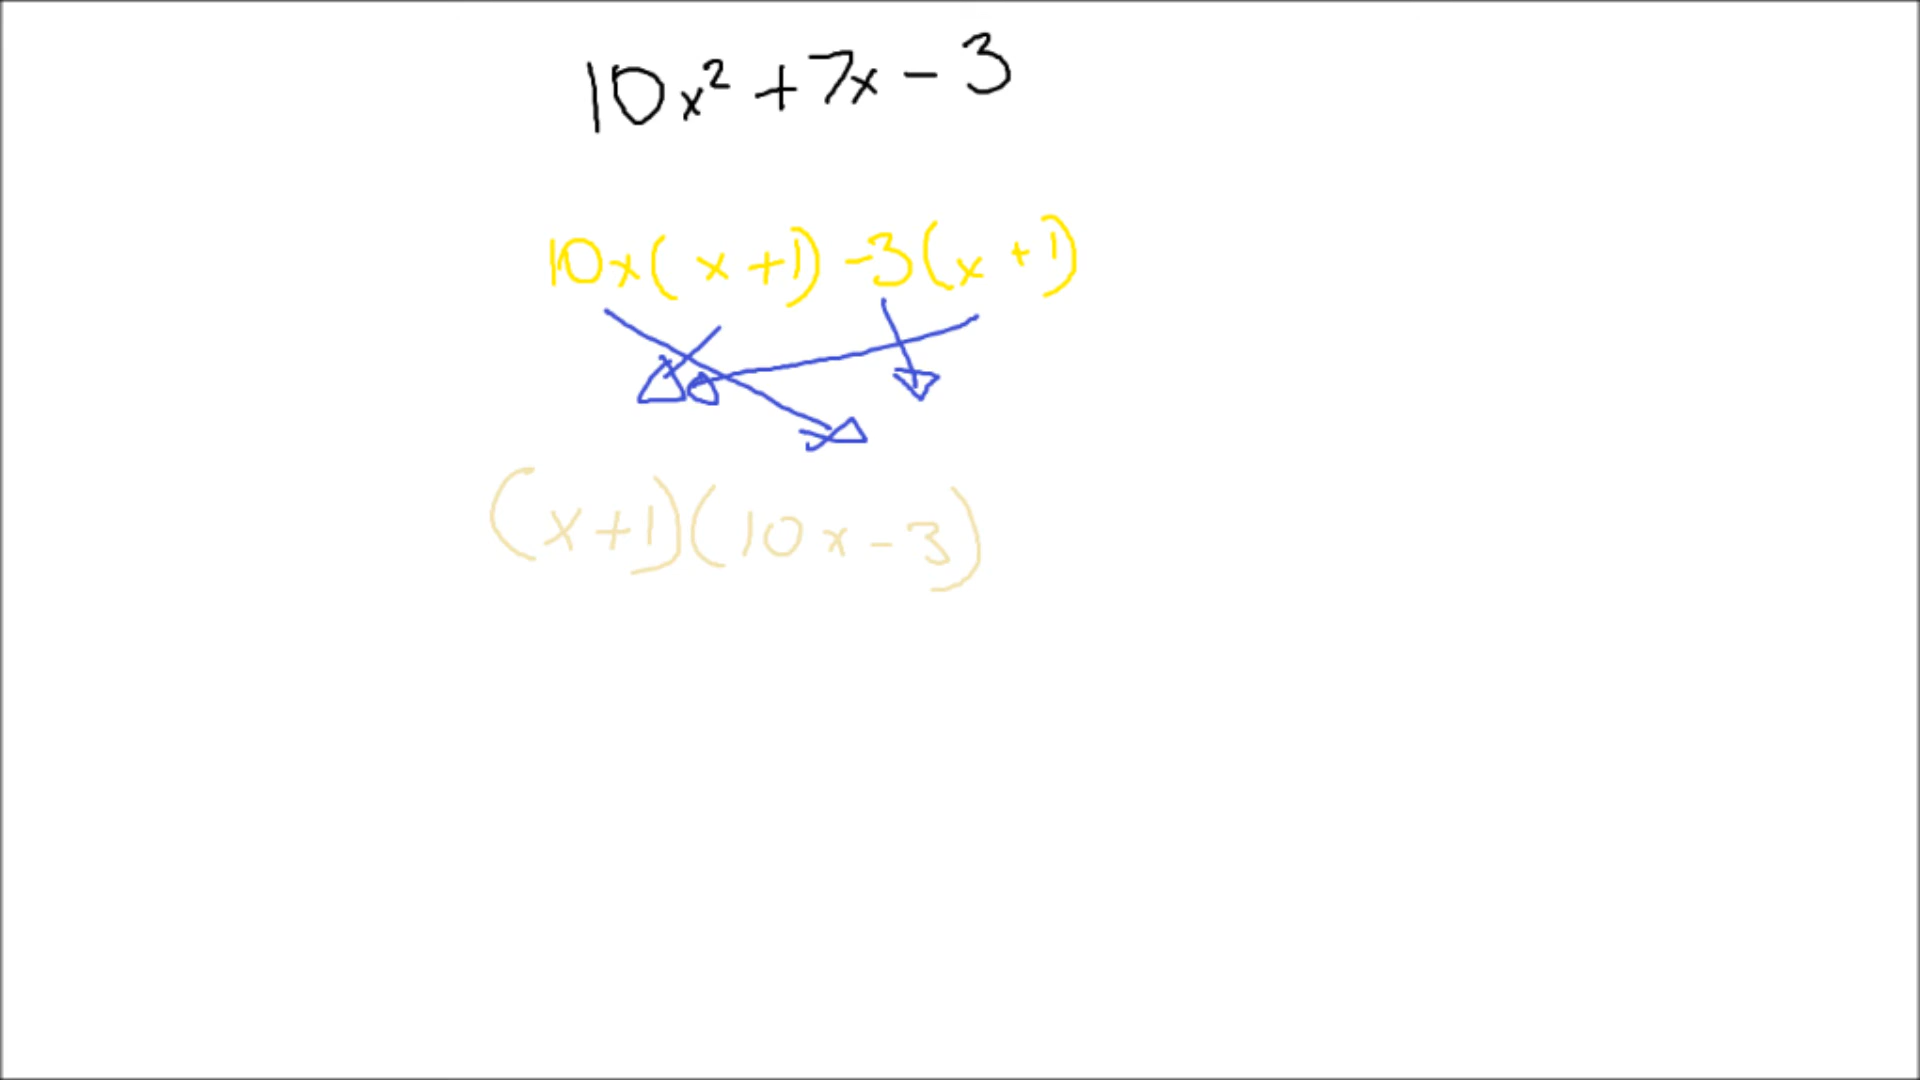 10x² + 7x - 3
10x(x+1) -3(x+1)
(x+1)(10x-3)